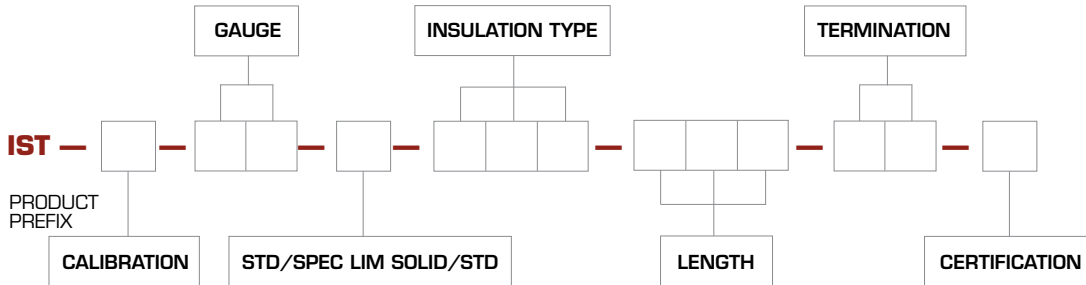 GAUGE
INSULATION TYPE
TERMINATION
IST — — — — — — —
PRODUCT
PREFIX
CALIBRATION
STD/SPEC LIM SOLID/STD
LENGTH
CERTIFICATION